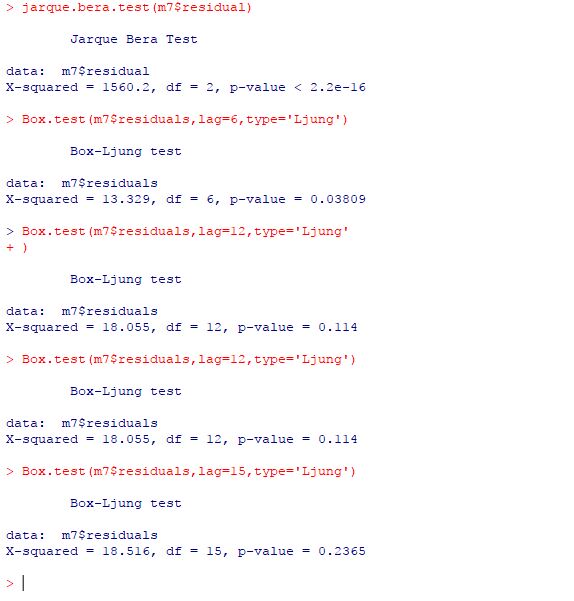 > jarque.bera.test(m7$residual)
Jarque Bera Test
data:  m7$residual
X-squared = 1560.2, df = 2, p-value < 2.2e-16
> Box.test(m7$residuals,lag=6,type='Ljung')
Box-Ljung test
data:  m7$residuals
X-squared = 13.329, df = 6, p-value = 0.03809
> Box.test(m7$residuals,lag=12,type='Ljung'
+ )
Box-Ljung test
data:  m7$residuals
X-squared = 18.055, df = 12, p-value = 0.114
> Box.test(m7$residuals,lag=12,type='Ljung')
Box-Ljung test
data:  m7$residuals
X-squared = 18.055, df = 12, p-value = 0.114
> Box.test(m7$residuals,lag=15,type='Ljung')
Box-Ljung test
data:  m7$residuals
X-squared = 18.516, df = 15, p-value = 0.2365
>